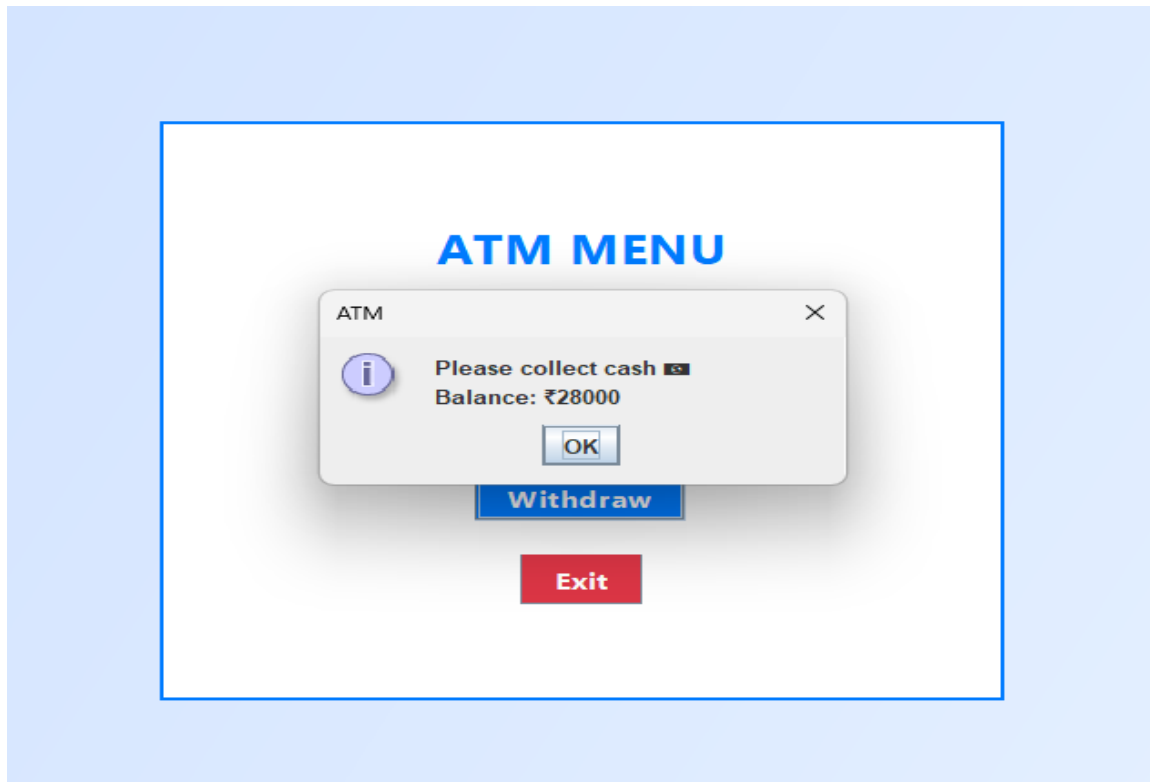 ATM MENU
ATM
Please collect cash 💵
Balance: ₹28000
OK
Withdraw
Exit